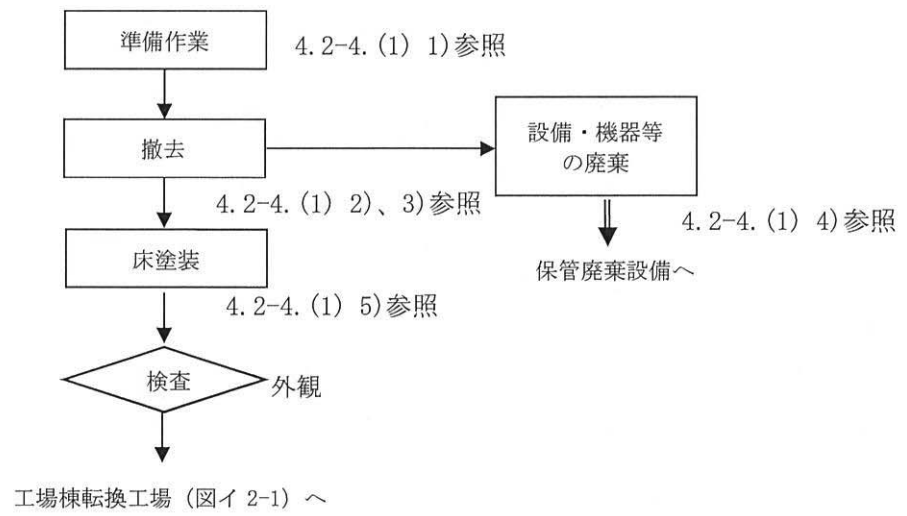 準備作業
4.2-4.(1) 1)参照
撤去
設備・機器等
の廃棄
4.2-4.(1) 2)、3)参照
4.2-4.(1) 4)参照
床塗装
保管廃棄設備へ
4.2-4.(1) 5)参照
検査
外観
工場棟転換工場（図イ 2-1）へ